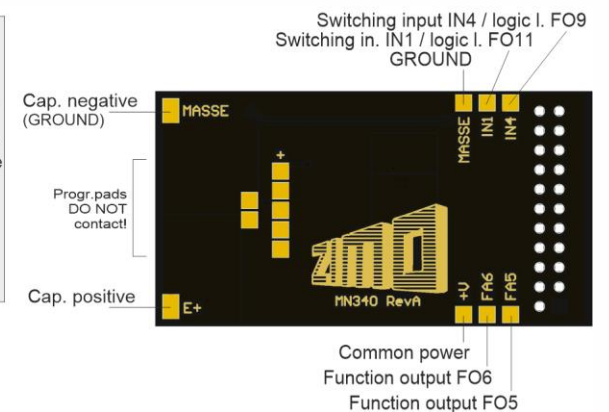 Switching input IN4 / logic l. FO9
Switching in. IN1 / logic l. FO11
GROUND
Cap. negative
(GROUND)
MASSE
MASSE
IN1
IN4
+
Progr.pads
DO NOT
contact!
ZIMO
MN340 RevA
Cap. positive
E+
+V
FA6
FA5
Common power
Function output FO6
Function output FO5